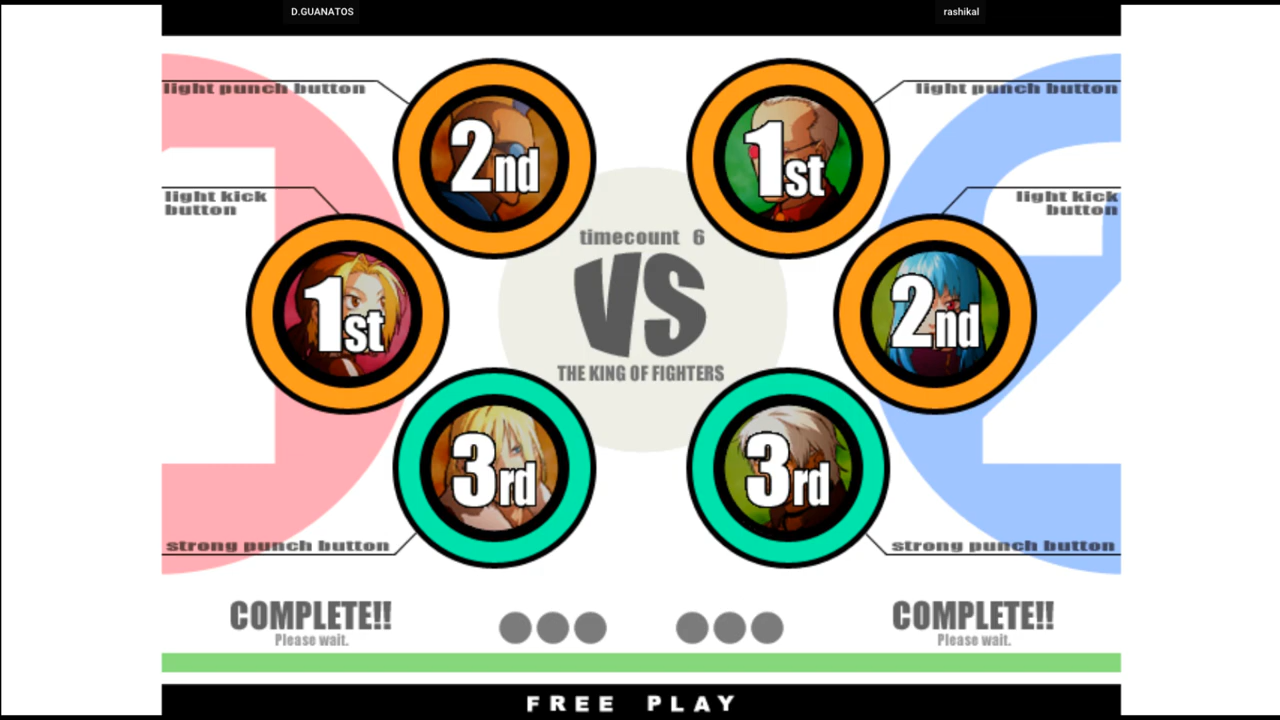 D.GUANATOS
rashikal
light punch button
light punch button
2nd
1st
light kick
button
light kick
button
timecount 6
VS
THE KING OF FIGHTERS
1st
2nd
3rd
3rd
strong punch button
strong punch button
COMPLETE!!
Please wait.
COMPLETE!!
Please wait.
FREE PLAY